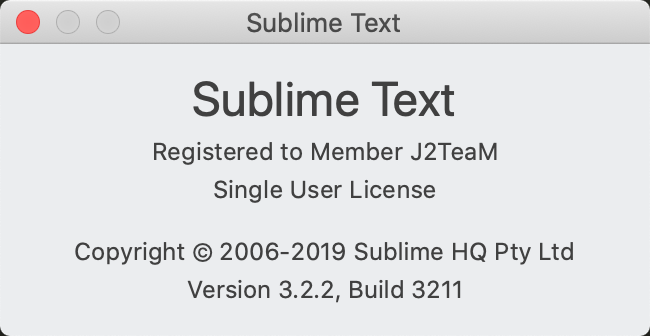 Sublime Text
Sublime Text
Registered to Member J2TeaM
Single User License
Copyright © 2006-2019 Sublime HQ Pty Ltd
Version 3.2.2, Build 3211